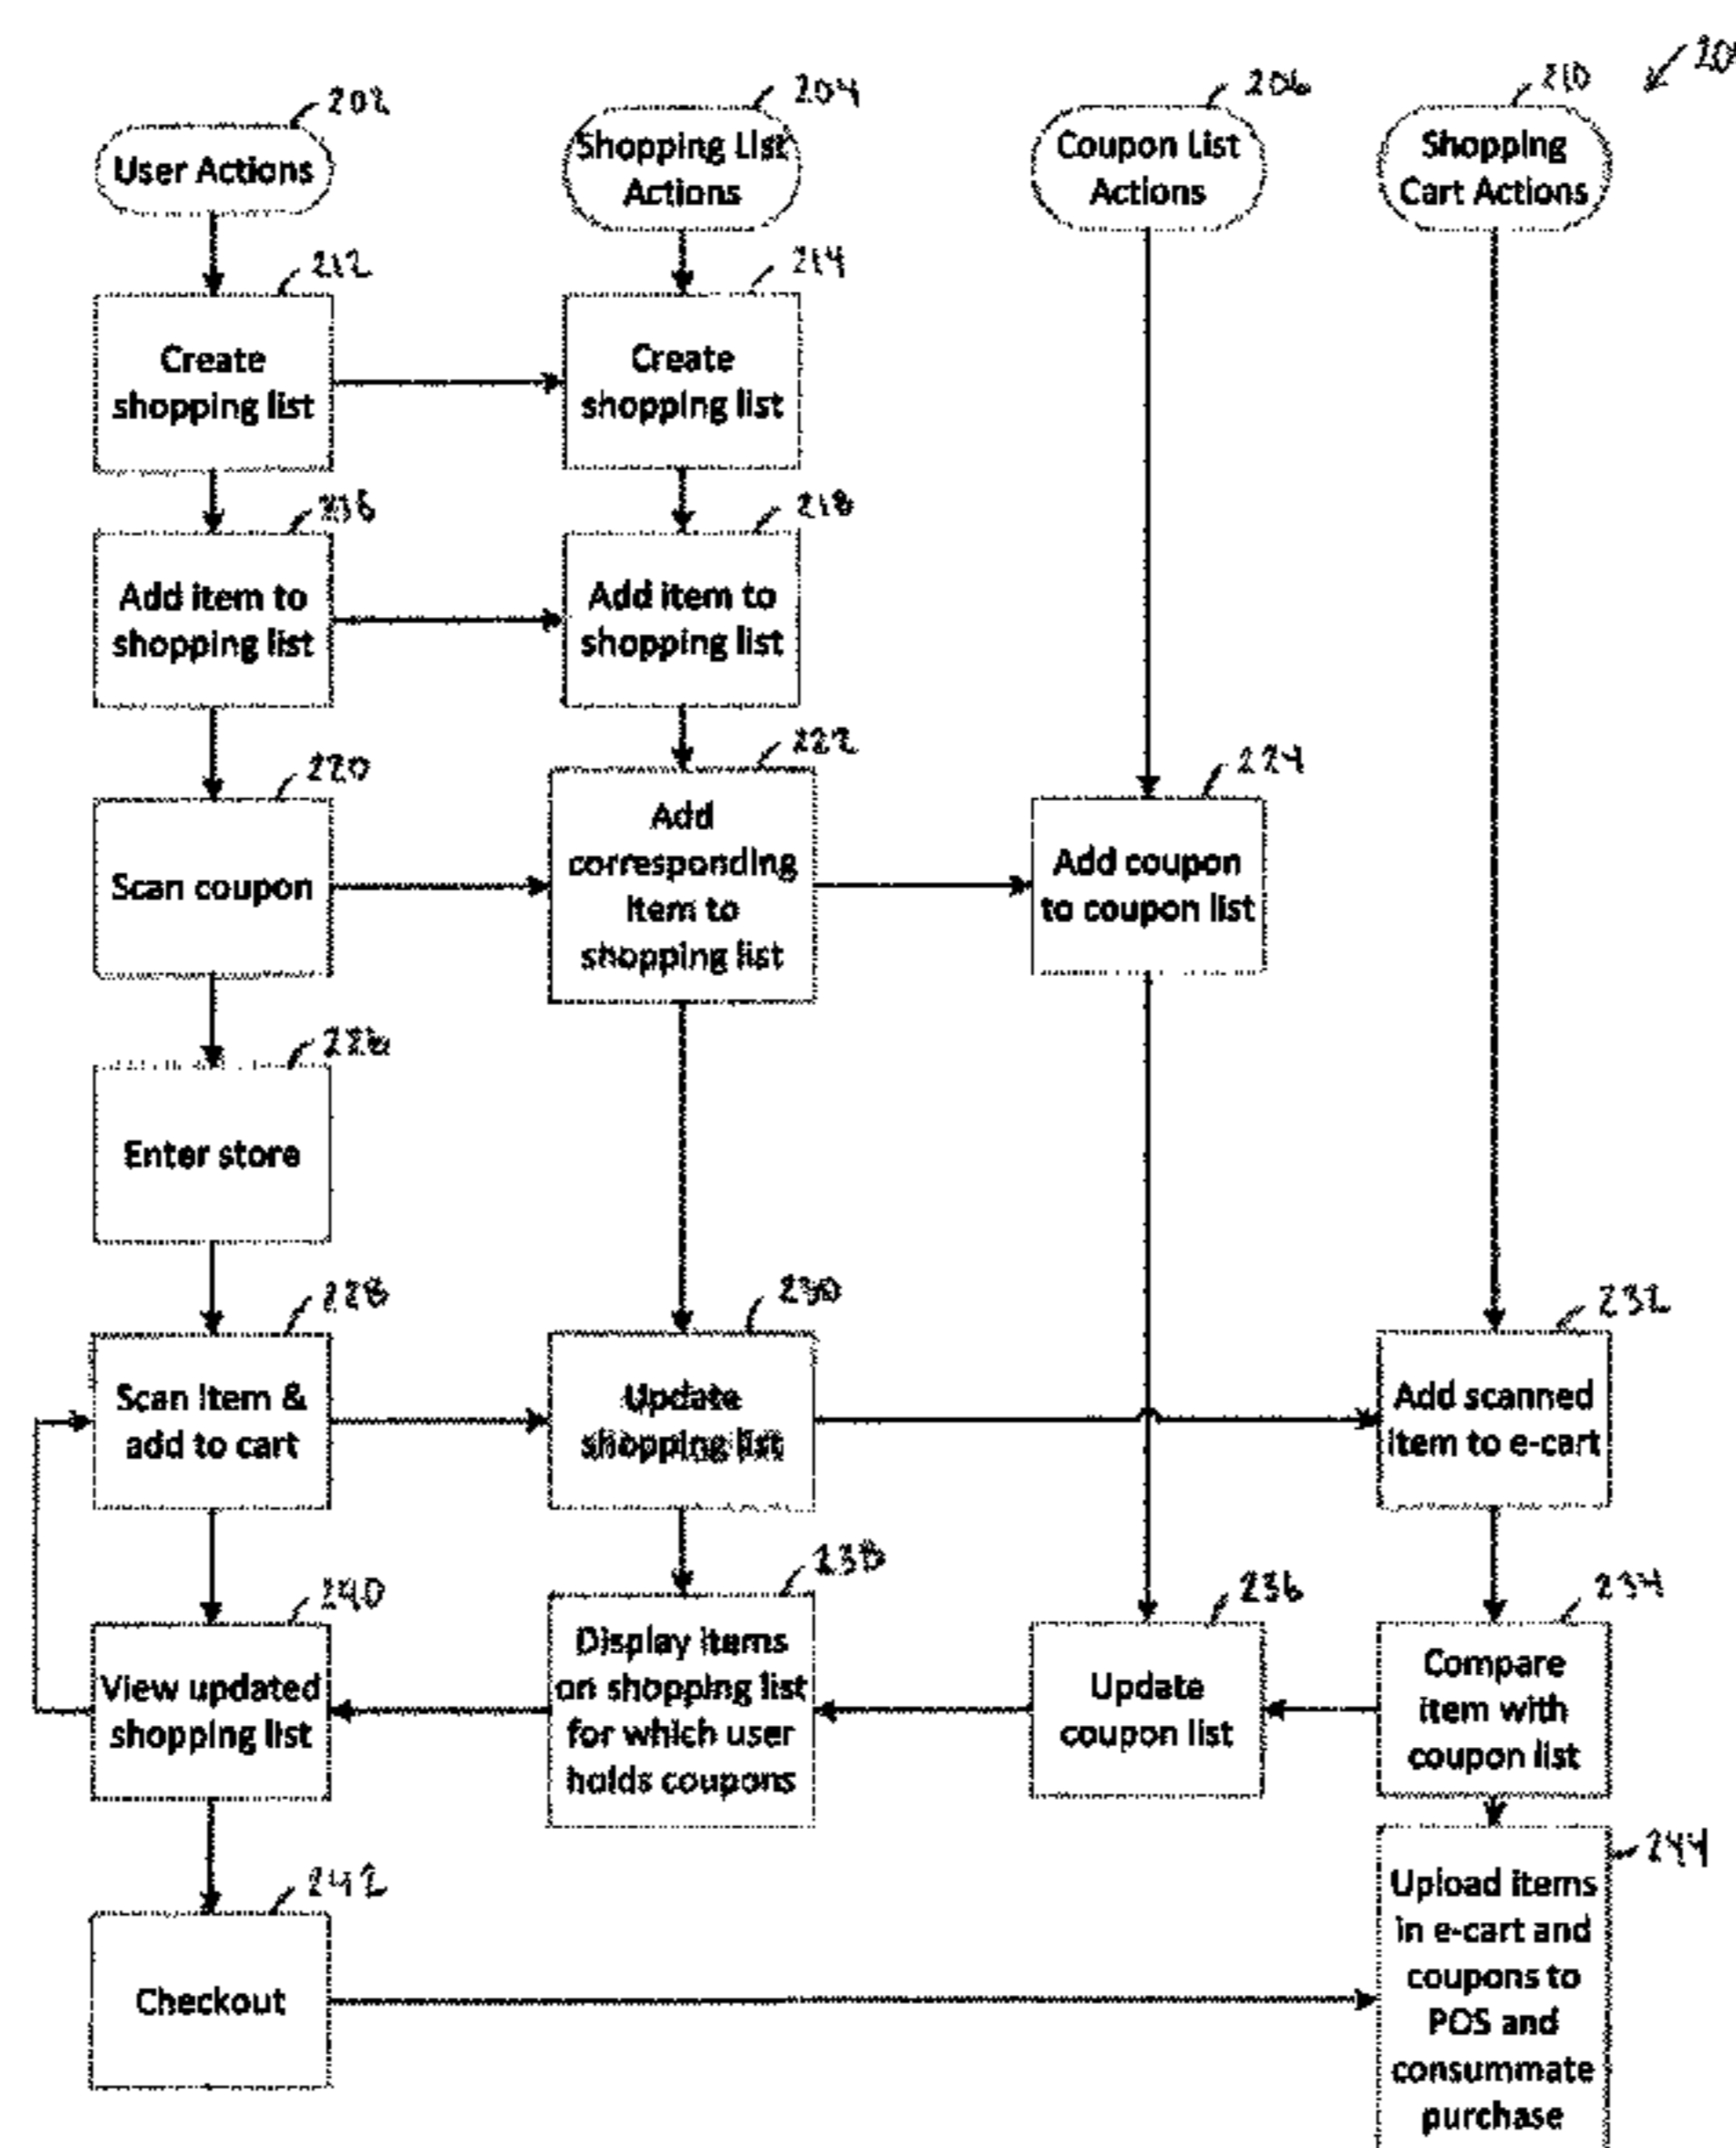 202
204
206
210
User Actions
Shopping List
Actions
Coupon List
Actions
Shopping
Cart Actions
212
214
Create
shopping list
Create
shopping list
216
218
Add item to
shopping list
Add item to
shopping list
220
222
224
Scan coupon
Add
corresponding
item to
shopping list
Add coupon
to coupon list
226
Enter store
228
230
232
Scan item &
add to cart
Update
shopping list
Add scanned
item to e-cart
240
238
236
234
View updated
shopping list
Display items
on shopping list
for which user
holds coupons
Update
coupon list
Compare
item with
coupon list
242
244
Checkout
Upload items
in e-cart and
coupons to
POS and
consummate
purchase